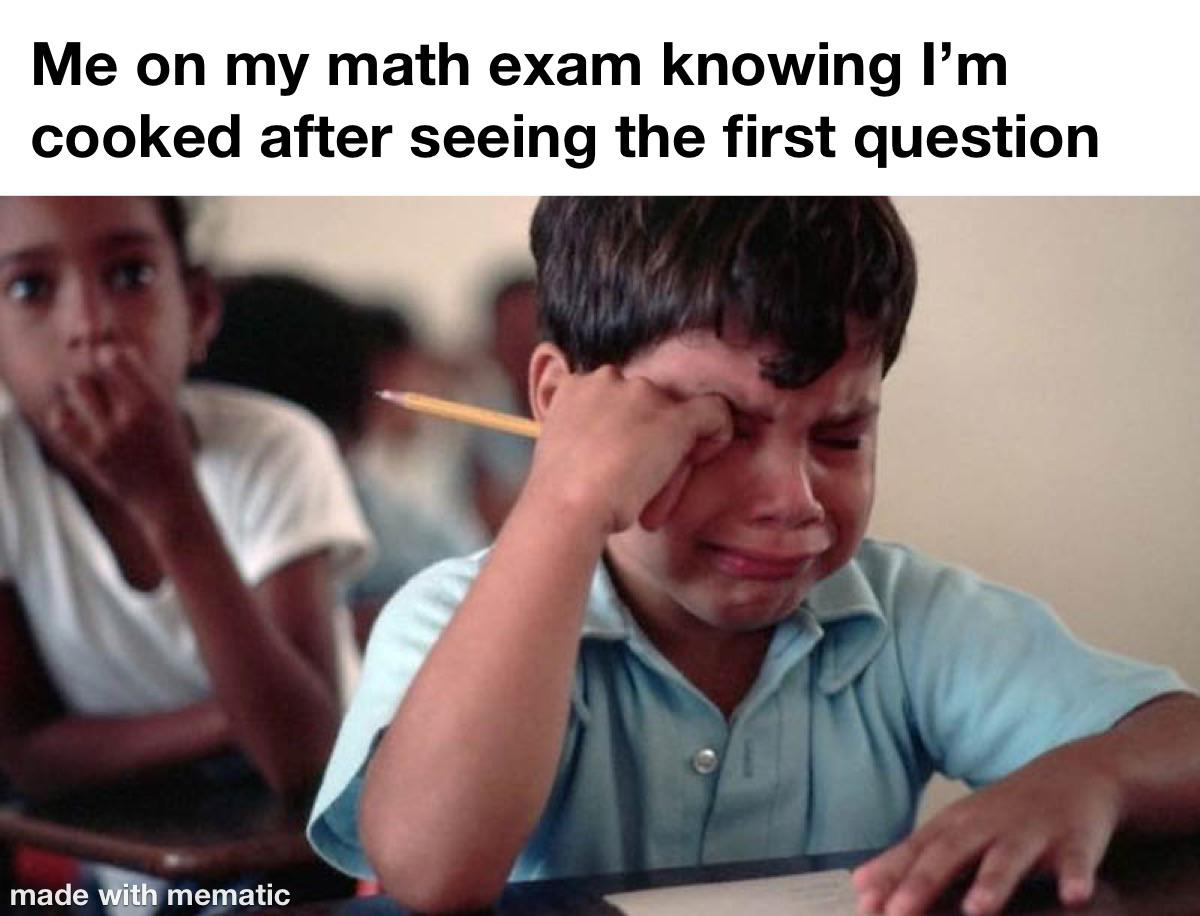 Me on my math exam knowing I’m
cooked after seeing the first question
made with mematic